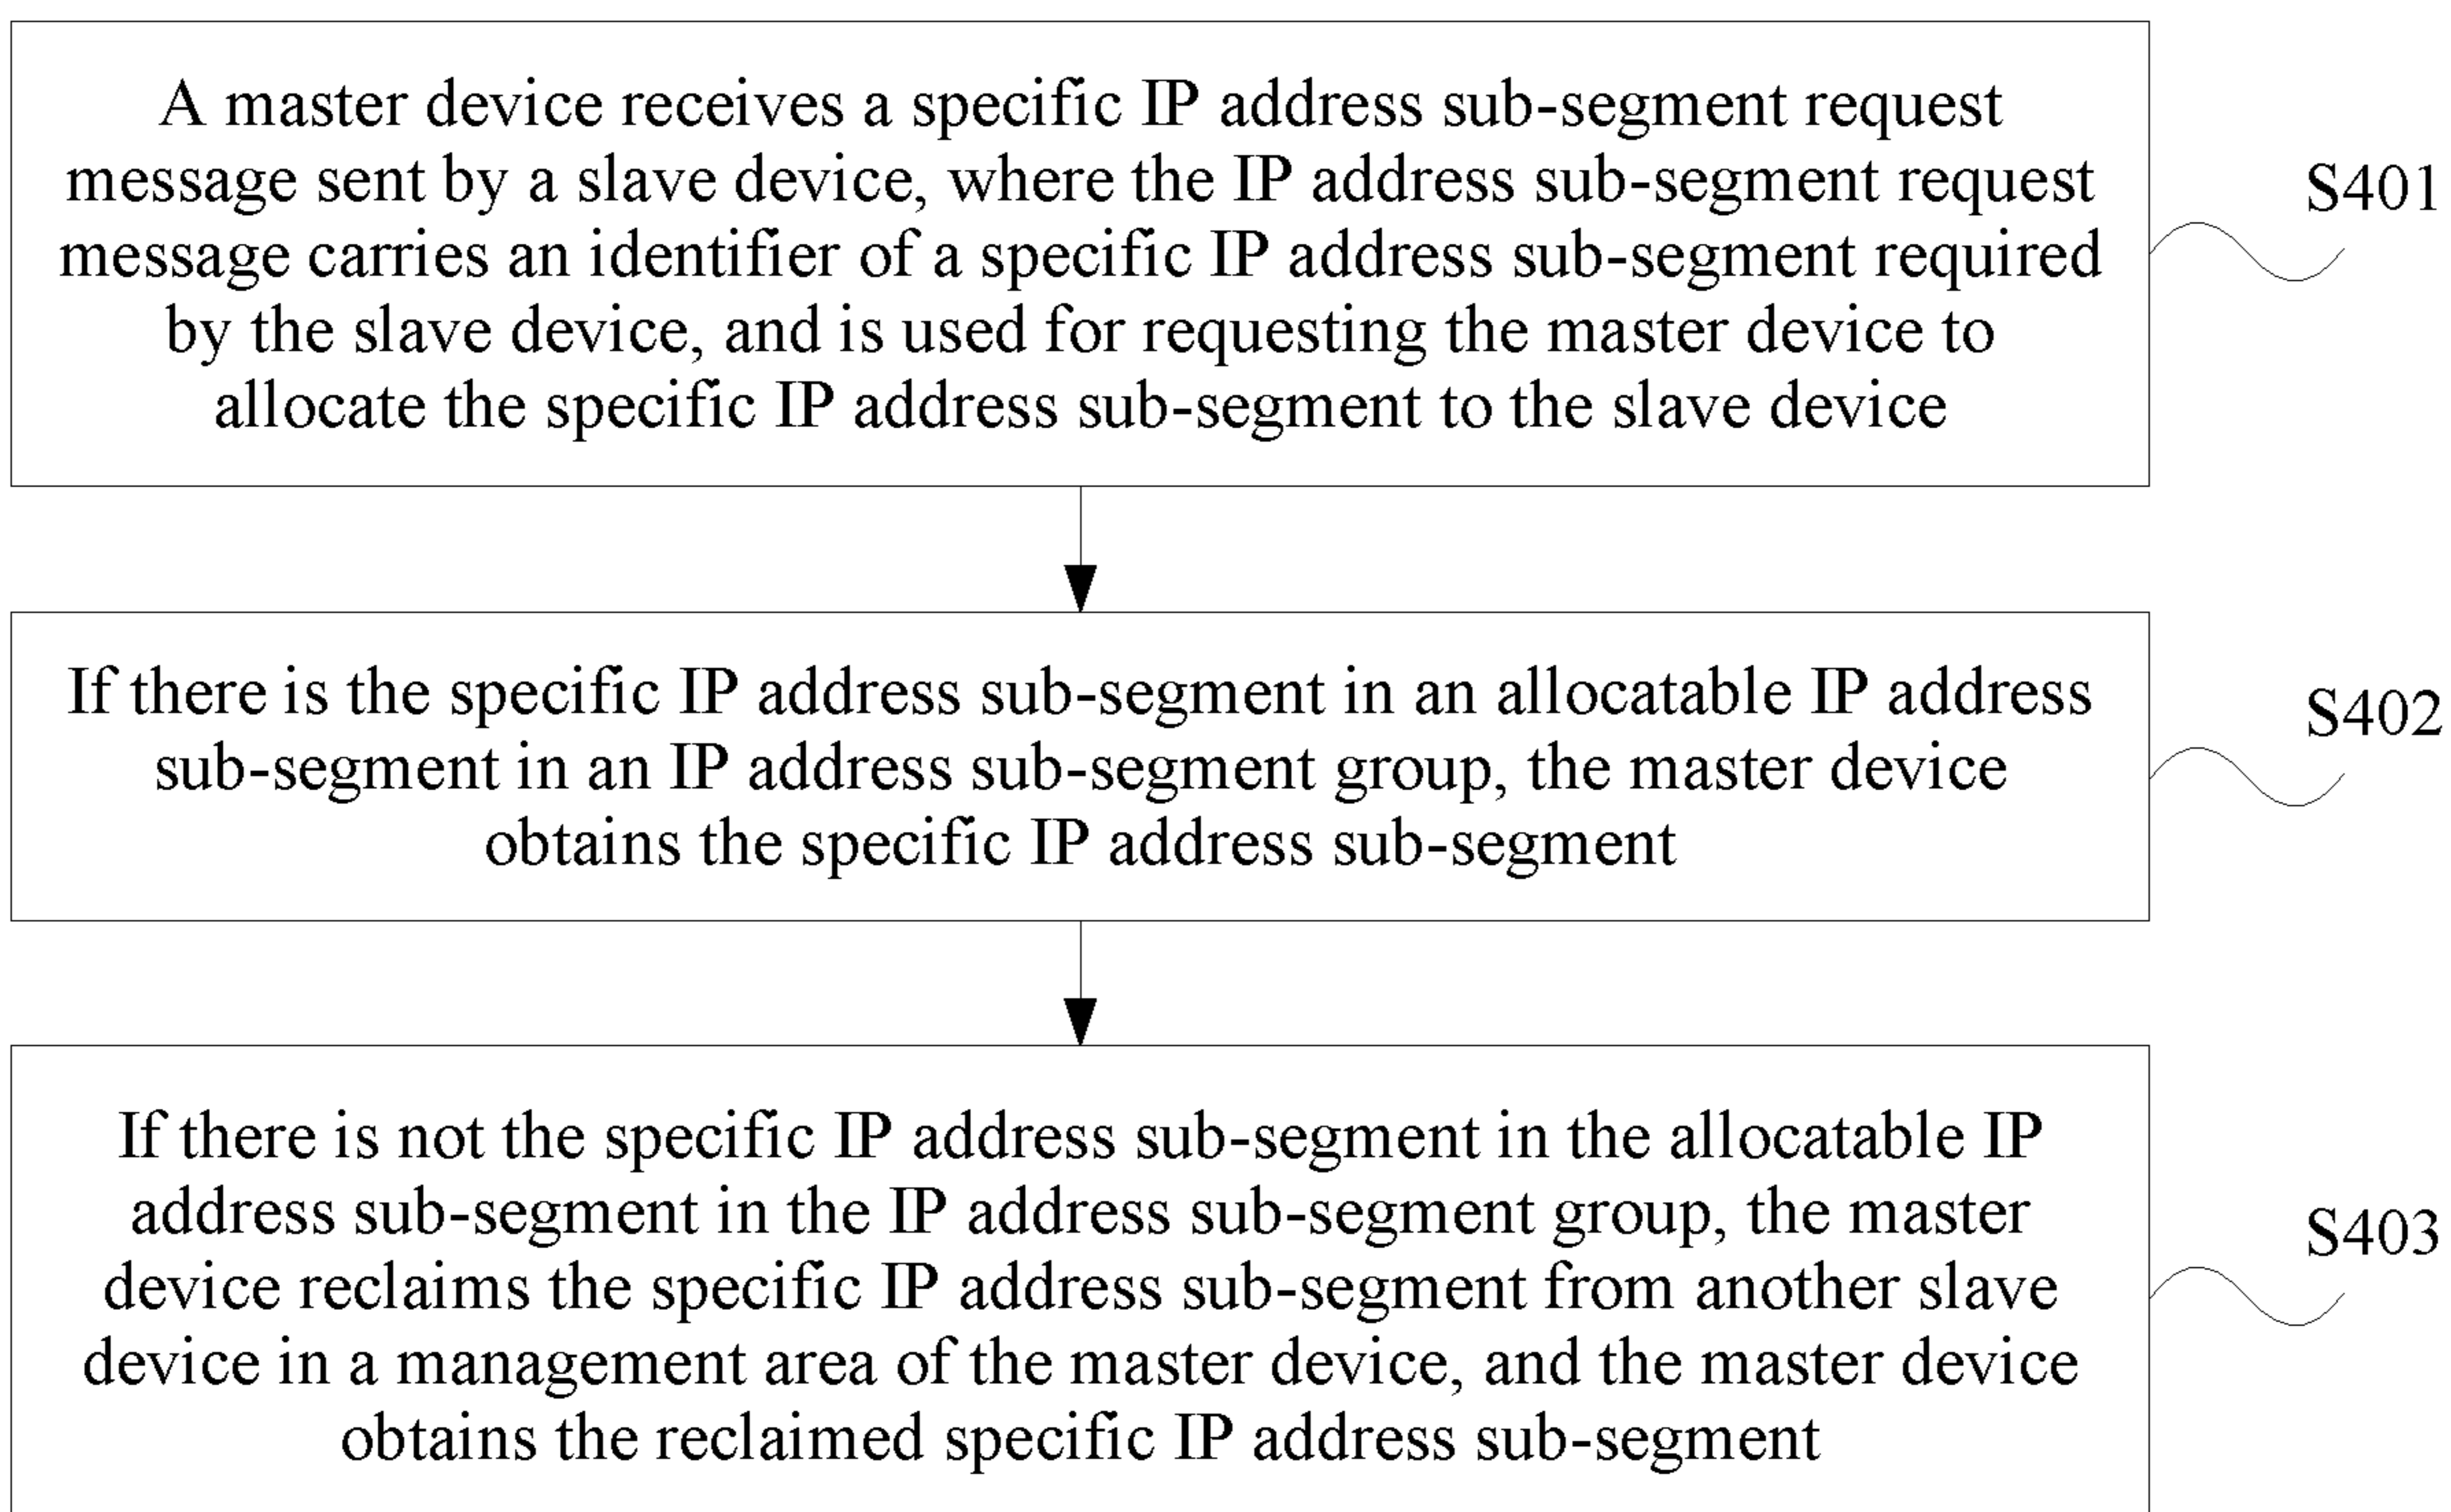 A master device receives a specific IP address sub-segment request
message sent by a slave device, where the IP address sub-segment request
message carries an identifier of a specific IP address sub-segment required
by the slave device, and is used for requesting the master device to
allocate the specific IP address sub-segment to the slave device
S401
If there is the specific IP address sub-segment in an allocatable IP address
sub-segment in an IP address sub-segment group, the master device
obtains the specific IP address sub-segment
S402
If there is not the specific IP address sub-segment in the allocatable IP
address sub-segment in the IP address sub-segment group, the master
device reclaims the specific IP address sub-segment from another slave
device in a management area of the master device, and the master device
obtains the reclaimed specific IP address sub-segment
S403